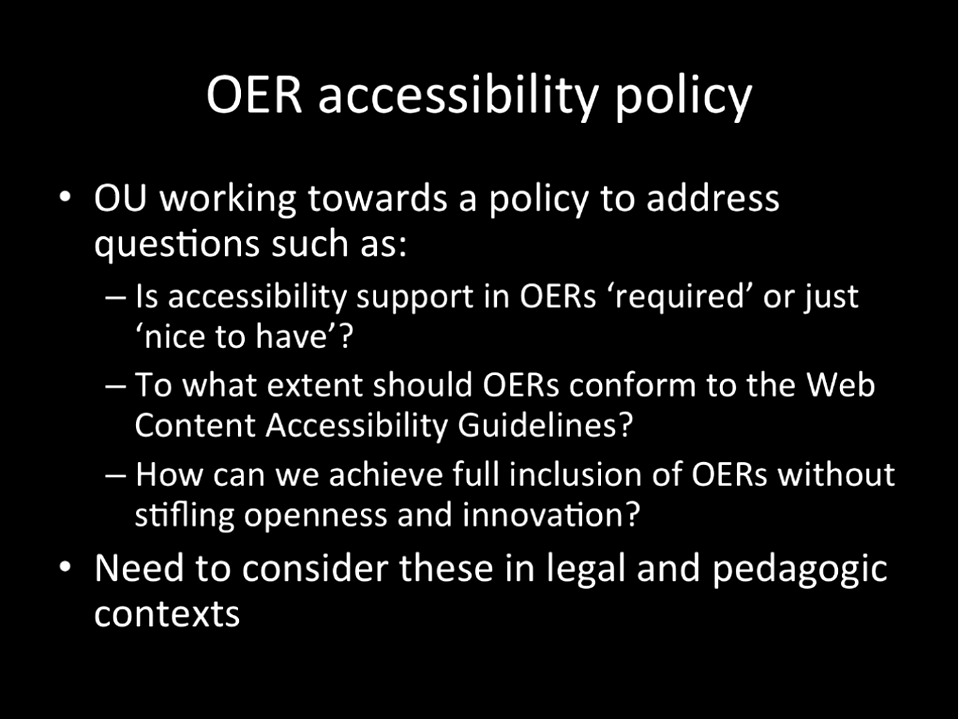 OER accessibility policy
• OU working towards a policy to address
questions such as:
– Is accessibility support in OERs ‘required’ or just
‘nice to have’?
– To what extent should OERs conform to the Web
Content Accessibility Guidelines?
– How can we achieve full inclusion of OERs without
stifling openness and innovation?
• Need to consider these in legal and pedagogic
contexts